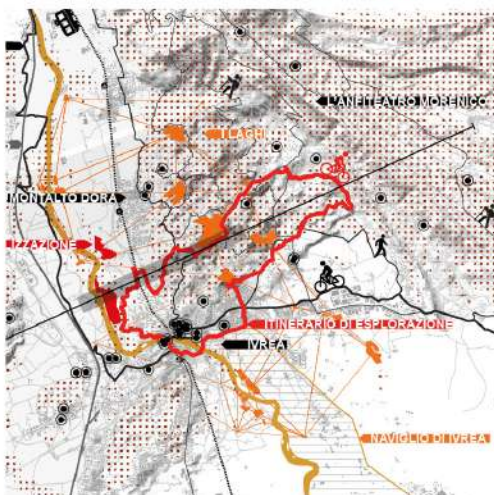 L'ANFITEATRO MORENICO
I LAGHI
MONTALTO DORA
IZZAZIONE
ITINERARIO DI ESPLORAZIONE
IVREA
NAVIGLIO DI IVREA